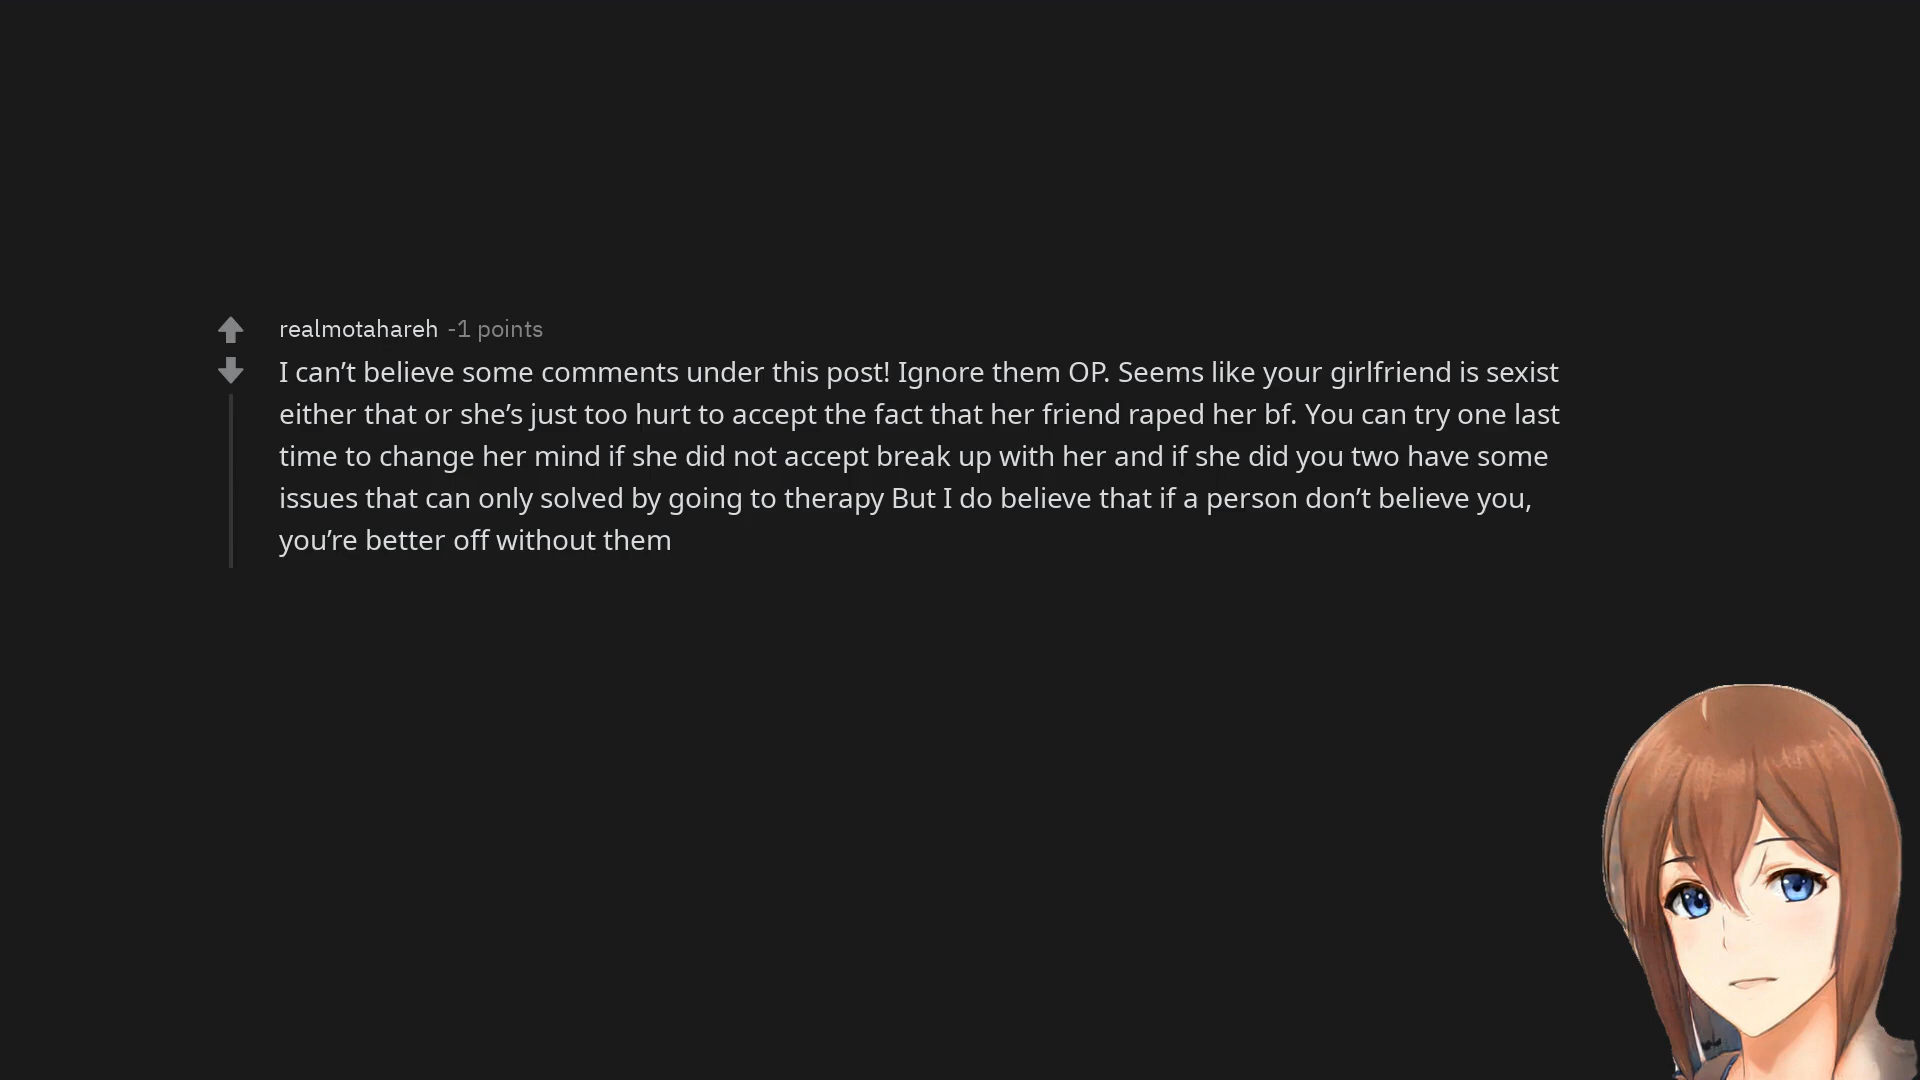 realmotahareh -1 points
I can’t believe some comments under this post! Ignore them OP. Seems like your girlfriend is sexist
either that or she’s just too hurt to accept the fact that her friend raped her bf. You can try one last
time to change her mind if she did not accept break up with her and if she did you two have some
issues that can only solved by going to therapy But I do believe that if a person don’t believe you,
you’re better off without them